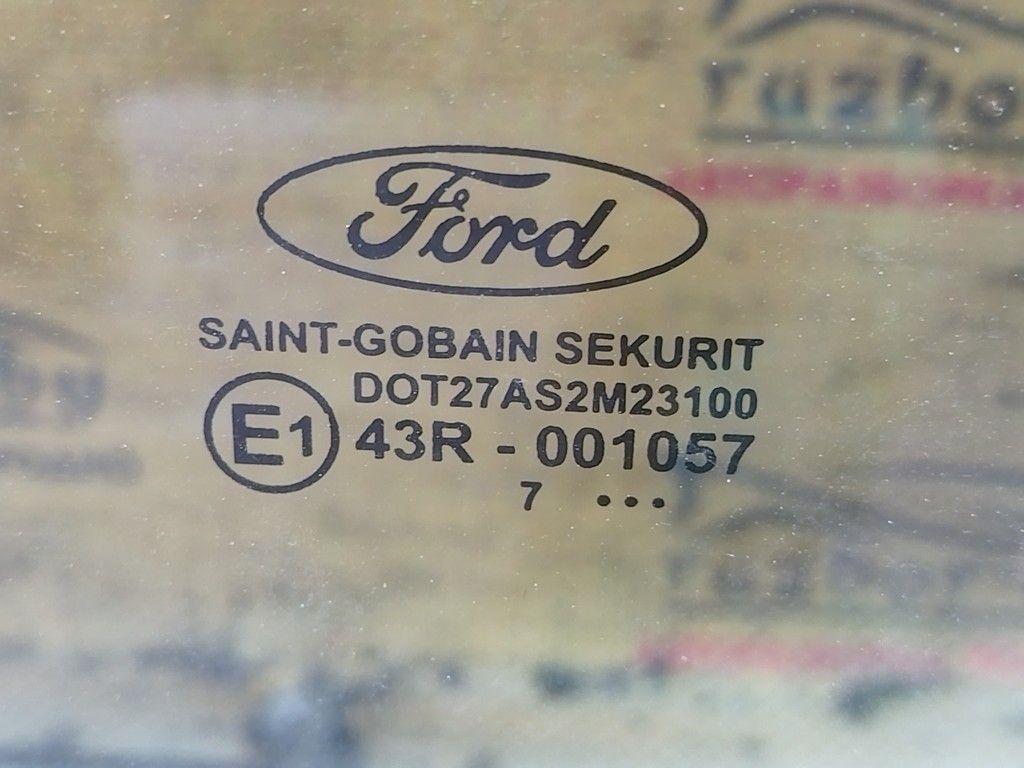 Ford
SAINT-GOBAIN SEKURIT
DOT27AS2M23100
E1
43R - 001057
7 •••